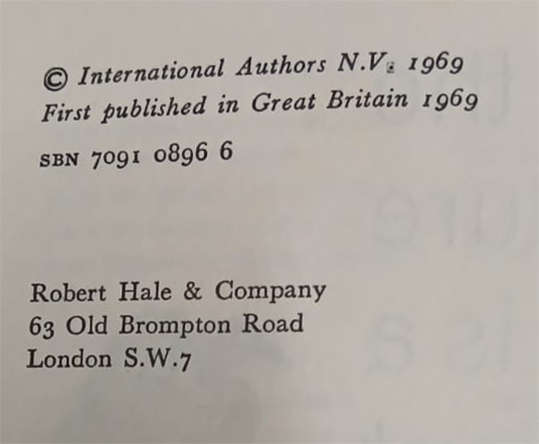 © International Authors N.V. 1969
First published in Great Britain 1969
SBN 7091 0896 6
Robert Hale & Company
63 Old Brompton Road
London S.W.7